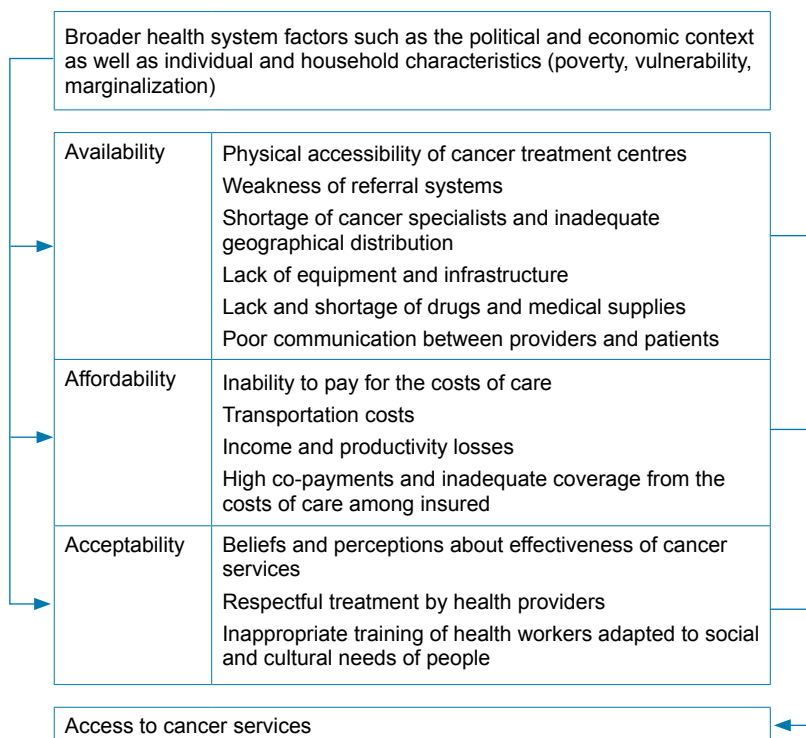 Broader health system factors such as the political and economic context
as well as individual and household characteristics (poverty, vulnerability,
marginalization)
Availability
Physical accessibility of cancer treatment centres
Weakness of referral systems
Shortage of cancer specialists and inadequate
geographical distribution
Lack of equipment and infrastructure
Lack and shortage of drugs and medical supplies
Poor communication between providers and patients
Affordability
Inability to pay for the costs of care
Transportation costs
Income and productivity losses
High co-payments and inadequate coverage from the
costs of care among insured
Acceptability
Beliefs and perceptions about effectiveness of cancer
services
Respectful treatment by health providers
Inappropriate training of health workers adapted to social
and cultural needs of people
Access to cancer services